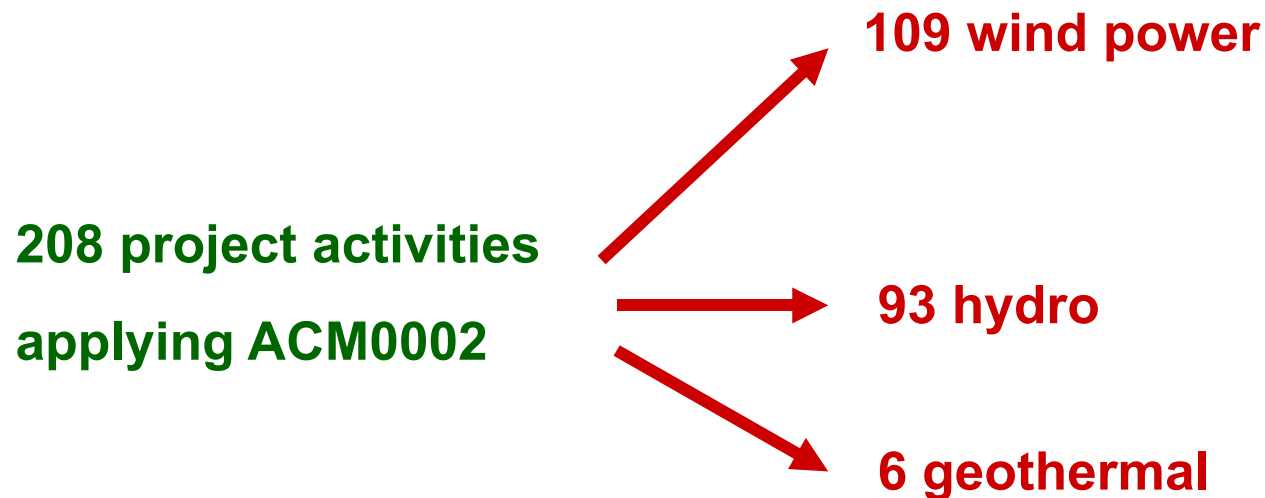 109 wind power
208 project activities
applying ACM0002
93 hydro
6 geothermal